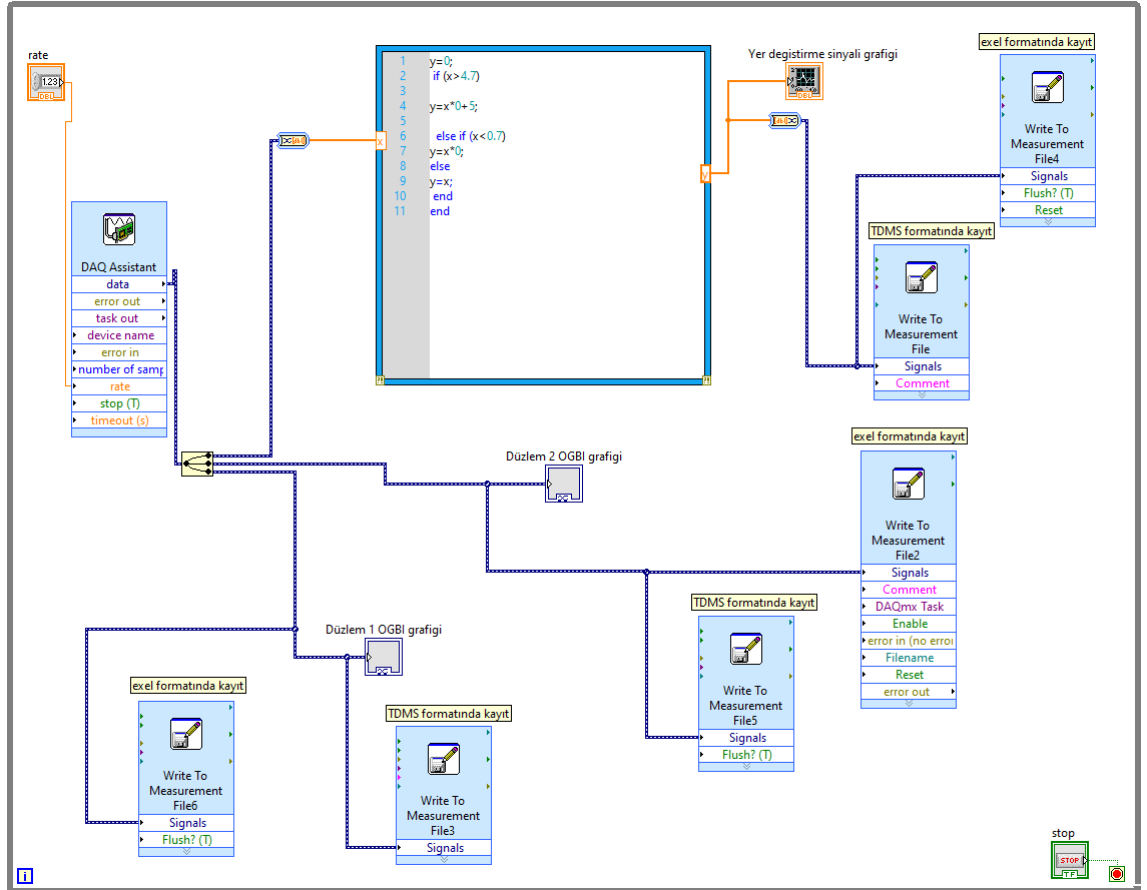 rate
1.23
DBL
DAQ Assistant
data
error out
task out
device name
error in
number of samp
rate
stop (T)
timeout (s)
1 y=0;
2 if (x>4.7)
3
4 y=x*0+5;
5
6 else if (x<0.7)
7 y=x*0;
8 else
9 y=x;
10 end
11 end
x
y
Yer degistirme sinyali grafigi
DBL
exel formatında kayıt
Write To
Measurement
File4
Signals
Flush? (T)
Reset
TDMS formatında kayıt
Write To
Measurement
File
Signals
Comment
Düzlem 2 OGBI grafigi
exel formatında kayıt
Write To
Measurement
File2
Signals
Comment
DAQmx Task
Enable
error in (no erro
Filename
Reset
error out
TDMS formatında kayıt
Write To
Measurement
File5
Signals
Flush? (T)
Düzlem 1 OGBI grafigi
exel formatında kayıt
Write To
Measurement
File6
Signals
Flush? (T)
TDMS formatında kayıt
Write To
Measurement
File3
Signals
stop
STOP
TF
i